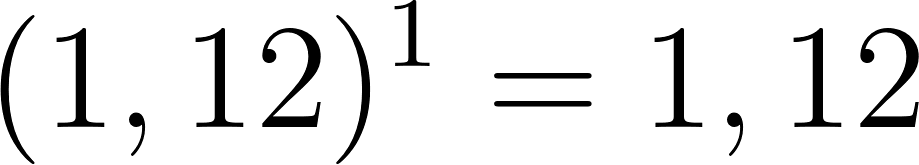 (1, 12)^1 = 1, 12